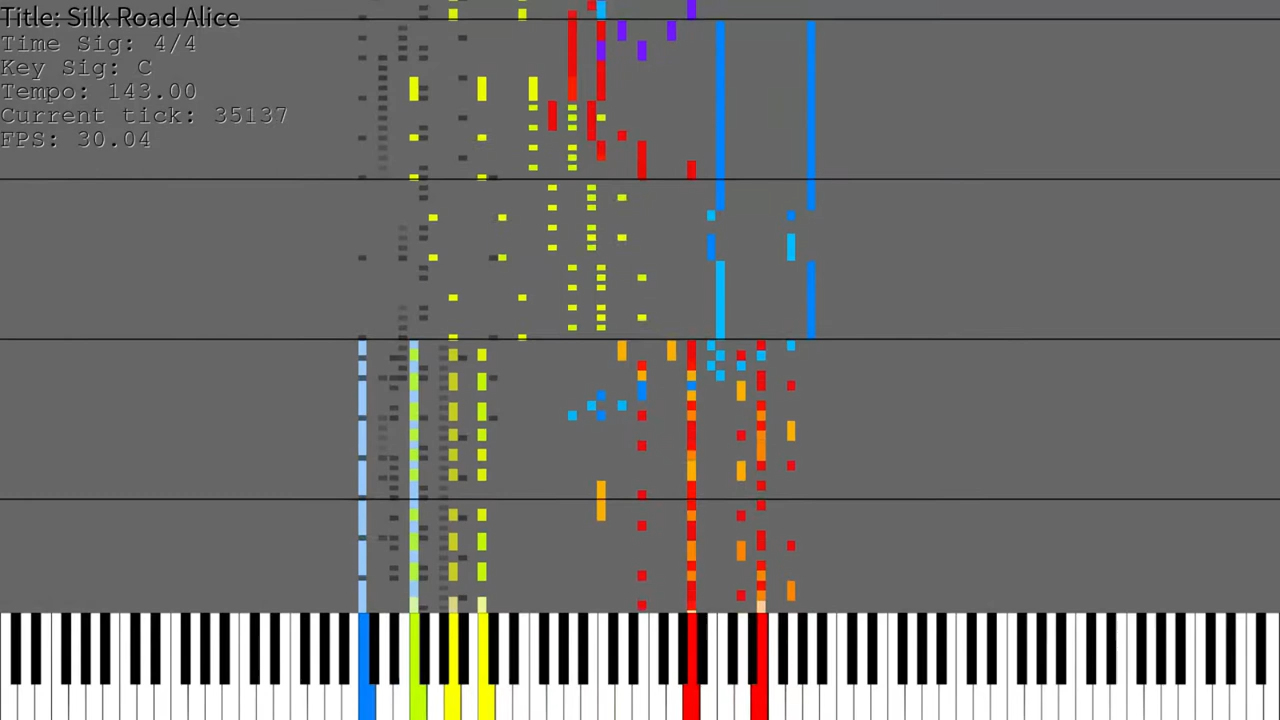 Title: Silk Road Alice
Time Sig: 4/4
Key Sig: C
Tempo: 143.00
Current tick: 35137
FPS: 30.04